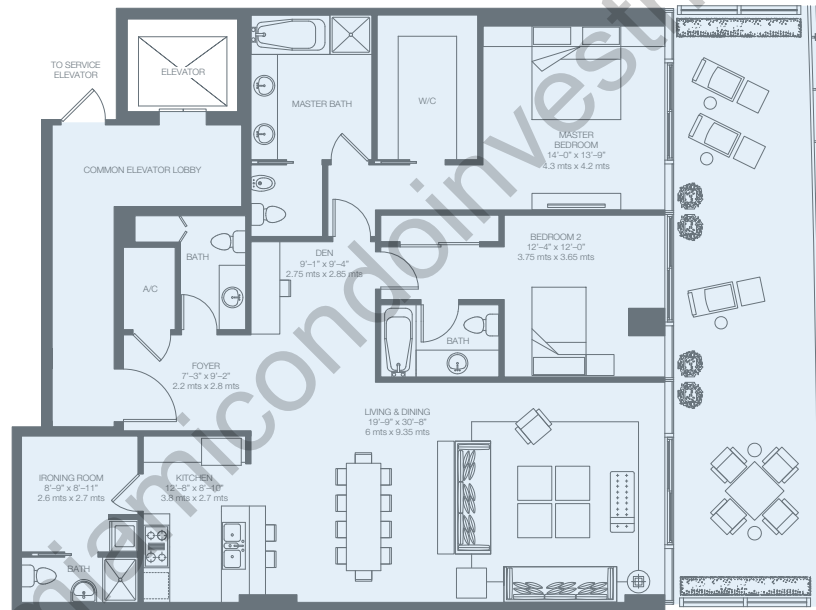 TO SERVICE
ELEVATOR
ELEVATOR
MASTER BATH
W/C
MASTER
BEDROOM
14'-0" x 13'-9"
4.3 mts x 4.2 mts
COMMON ELEVATOR LOBBY
BATH
A/C
DEN
9'-1" x 9'-4"
2.75 mts x 2.85 mts
BEDROOM 2
12'-4" x 12'-0"
3.75 mts x 3.65 mts
BATH
FOYER
7'-3" x 9'-2"
2.2 mts x 2.8 mts
LIVING & DINING
19'-9" x 30'-8"
6 mts x 9.35 mts
IRONING ROOM
8'-9" x 8'-11"
2.6 mts x 2.7 mts
KITCHEN
12'-8" x 8'-10"
3.8 mts x 2.7 mts
BATH
miamicondoinvestm